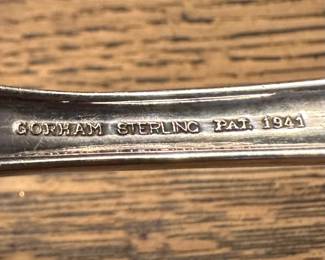 GORHAM STERLING PAT. 1941